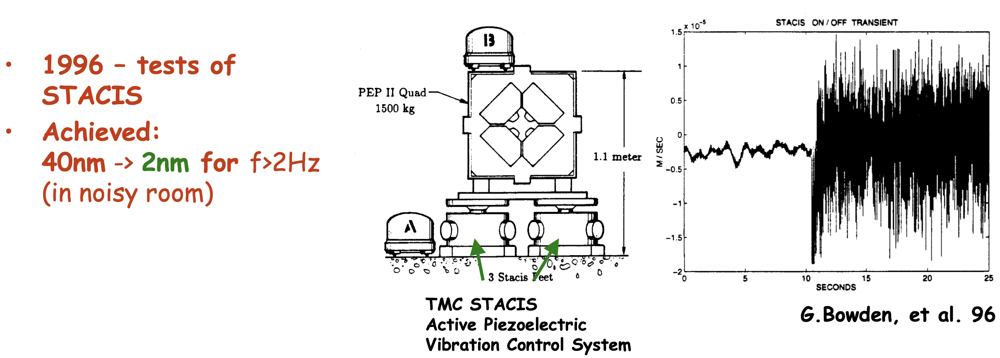 • 1996 – tests of
STACIS
• Achieved:
40nm -> 2nm for f>2Hz
(in noisy room)
B
PEP II Quad
1500 kg
1.1 meter
A
3 Stacis Feet
TMC STACIS
Active Piezoelectric
Vibration Control System
STACIS ON / OFF TRANSIENT
x 10-5
1.5
1
0.5
0
-0.5
-1
-1.5
-2
M / SEC
0 5 10 15 20 25
SECONDS
G.Bowden, et al. 96